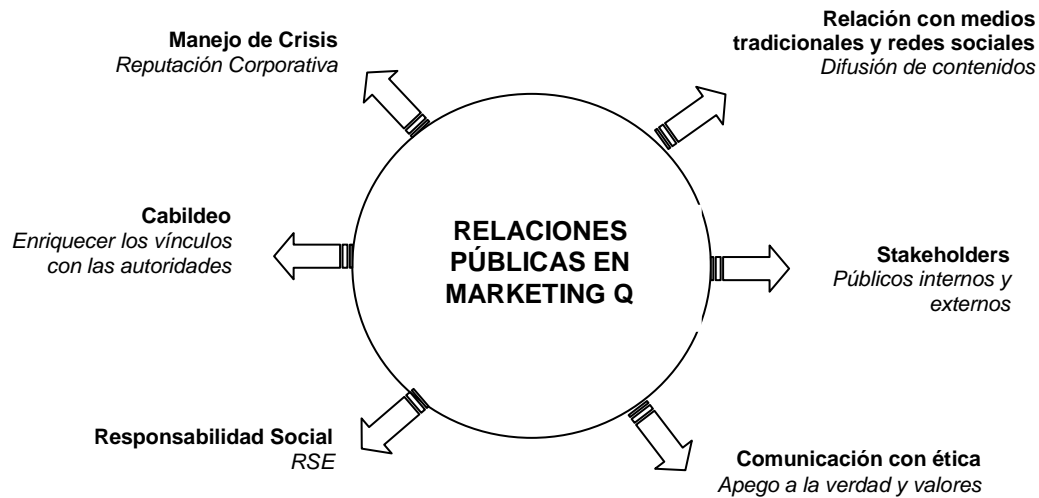 Manejo de Crisis
Reputación Corporativa
Relación con medios
tradicionales y redes sociales
Difusión de contenidos
Cabildeo
Enriquecer los vínculos
con las autoridades
RELACIONES
PÚBLICAS EN
MARKETING Q
Stakeholders
Públicos internos y
externos
Responsabilidad Social
RSE
Comunicación con ética
Apego a la verdad y valores